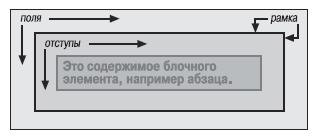 поля
рамка
отступы
Это содержимое блочного
элемента, например абзаца.